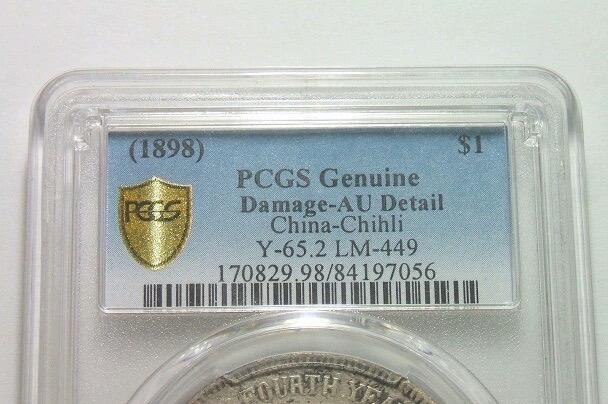 (1898) $1
PCGS Genuine
Damage-AU Detail
China-Chihli
Y-65.2 LM-449
170829.98/84197056
PCGS
FOURTH YEA